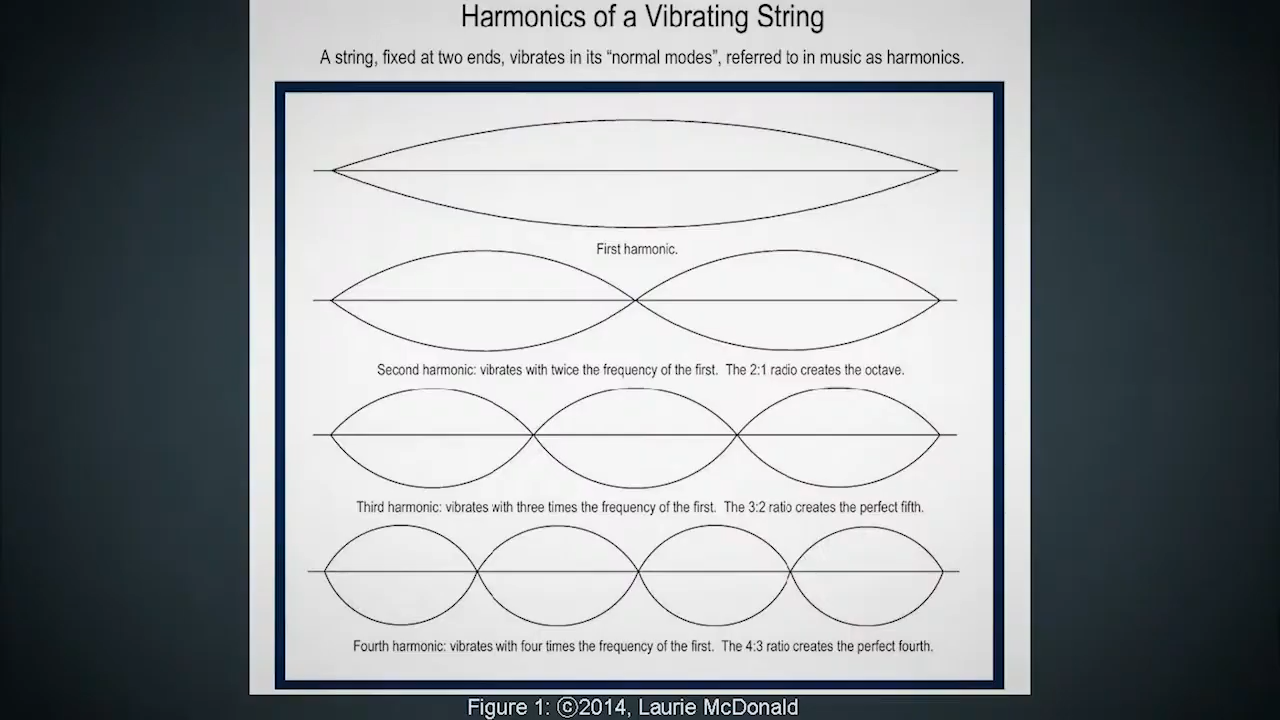 Harmonics of a Vibrating String
A string, fixed at two ends, vibrates in its “normal modes”, referred to in music as harmonics.
First harmonic.
Second harmonic: vibrates with twice the frequency of the first. The 2:1 radio creates the octave.
Third harmonic: vibrates with three times the frequency of the first. The 3:2 ratio creates the perfect fifth.
Fourth harmonic: vibrates with four times the frequency of the first. The 4:3 ratio creates the perfect fourth.
Figure 1: ©2014, Laurie McDonald